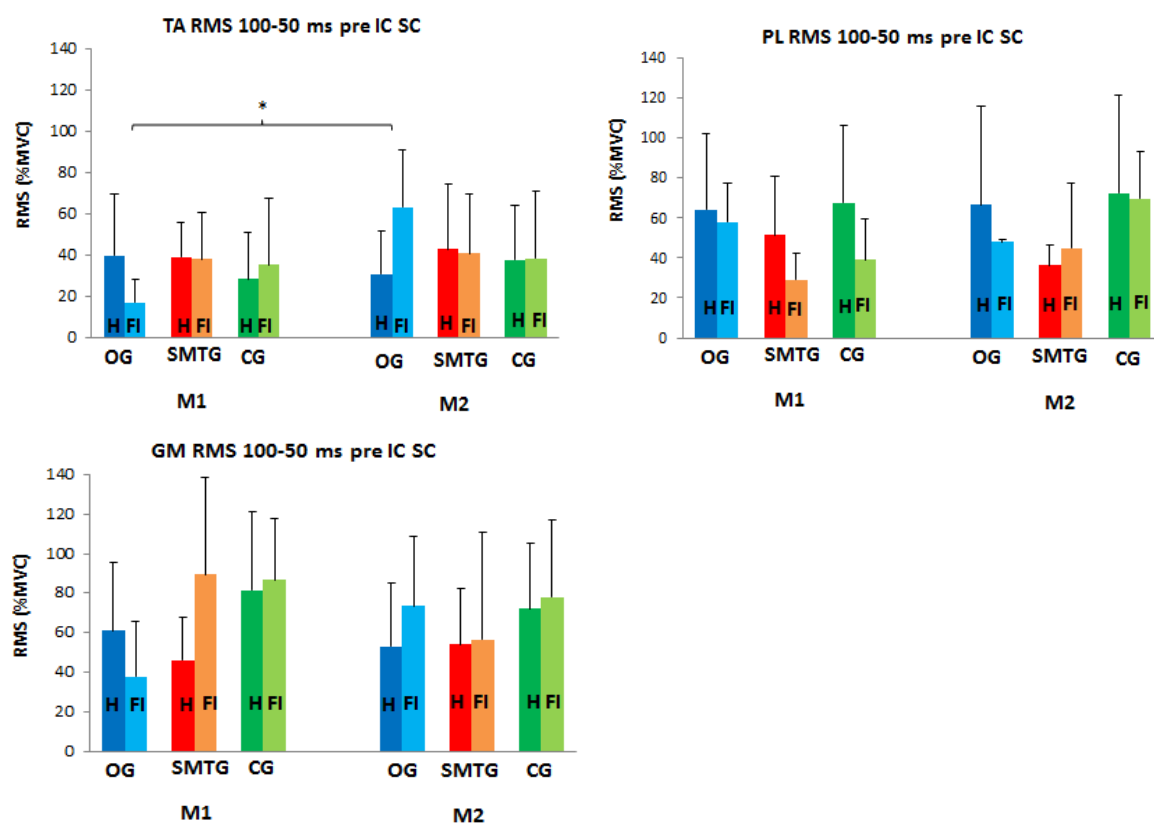 TA RMS 100-50 ms pre IC SC
RMS (%MVC)
140
120
100
80
60
40
20
0
*
H FI H FI H FI H FI H FI H FI
OG SMTG CG OG SMTG CG
M1 M2
PL RMS 100-50 ms pre IC SC
RMS (%MVC)
140
120
100
80
60
40
20
0
H FI H FI H FI H FI H FI H FI
OG SMTG CG OG SMTG CG
M1 M2
GM RMS 100-50 ms pre IC SC
RMS (%MVC)
140
120
100
80
60
40
20
0
H FI H FI H FI H FI H FI H FI
OG SMTG CG OG SMTG CG
M1 M2